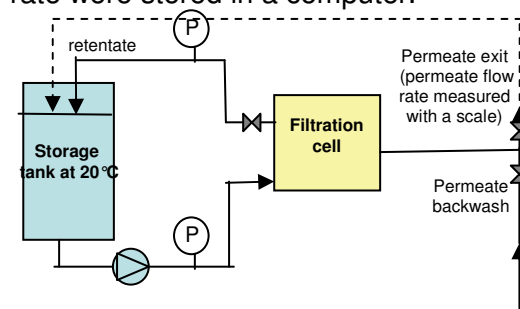 rate were stored in a computer.
P
retentate
Permeate exit
(permeate flow
rate measured
with a scale)
Filtration
cell
Storage
tank at 20°C
Permeate
backwash
P